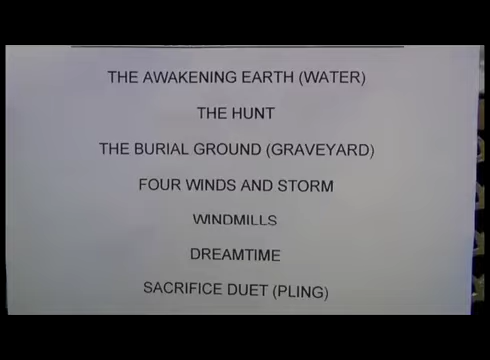 THE AWAKENING EARTH (WATER)
THE HUNT
THE BURIAL GROUND (GRAVEYARD)
FOUR WINDS AND STORM
WINDMILLS
DREAMTIME
SACRIFICE DUET (PLING)